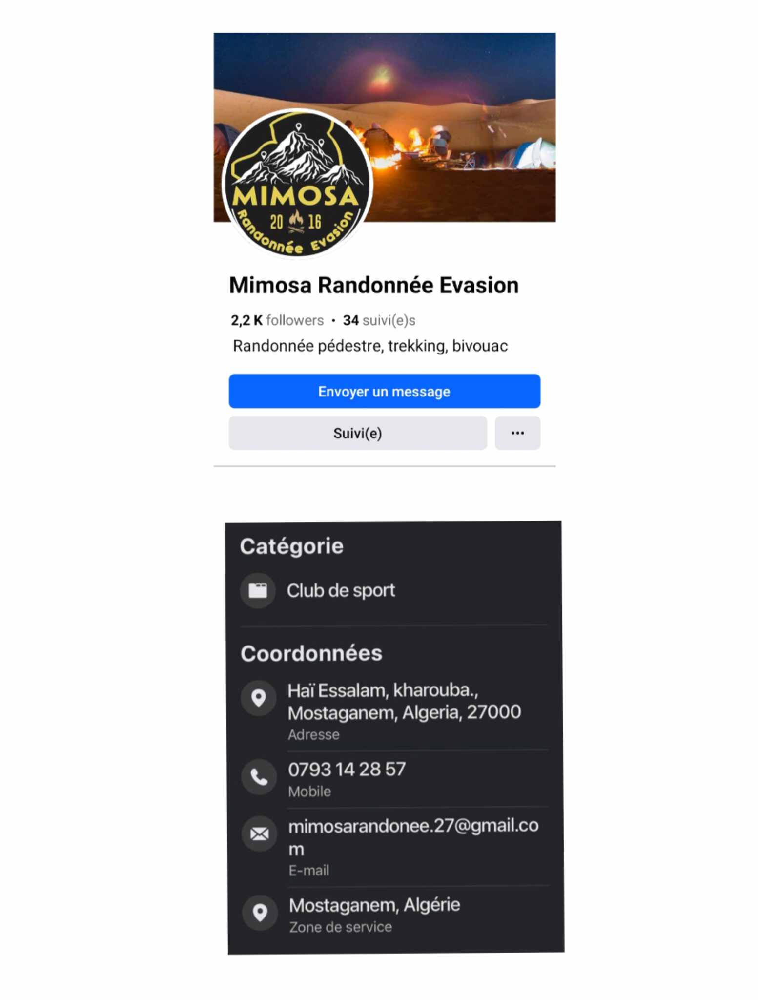 MIMOSA
20 16
Randonnée Evasion
Mimosa Randonnée Evasion
2,2 K followers • 34 suivi(e)s
Randonnée pédestre, trekking, bivouac
Envoyer un message
Suivi(e)
Catégorie
Club de sport
Coordonnées
Haï Essalam, kharouba.,
Mostaganem, Algeria, 27000
Adresse
0793 14 28 57
Mobile
mimosarandonee.27@gmail.co
m
E-mail
Mostaganem, Algérie
Zone de service